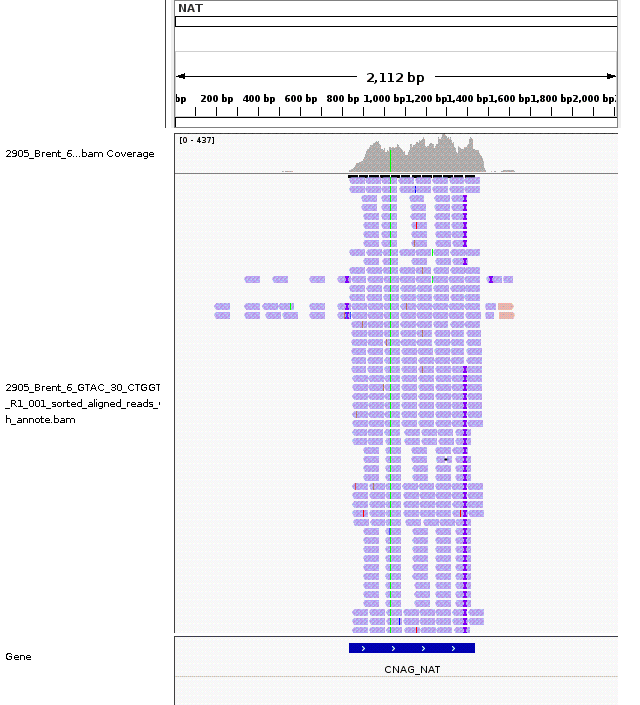 NAT
2,112 bp
bp 200 bp 400 bp 600 bp 800 bp 1,000 bp 1,200 bp 1,400 bp 1,600 bp 1,800 bp 2,000 bp
[0 - 437]
2905_Brent_6...bam Coverage
2905_Brent_6_GTAC_30_CTGGT
_R1_001_sorted_aligned_reads_
h_annote.bam
Gene
CNAG_NAT